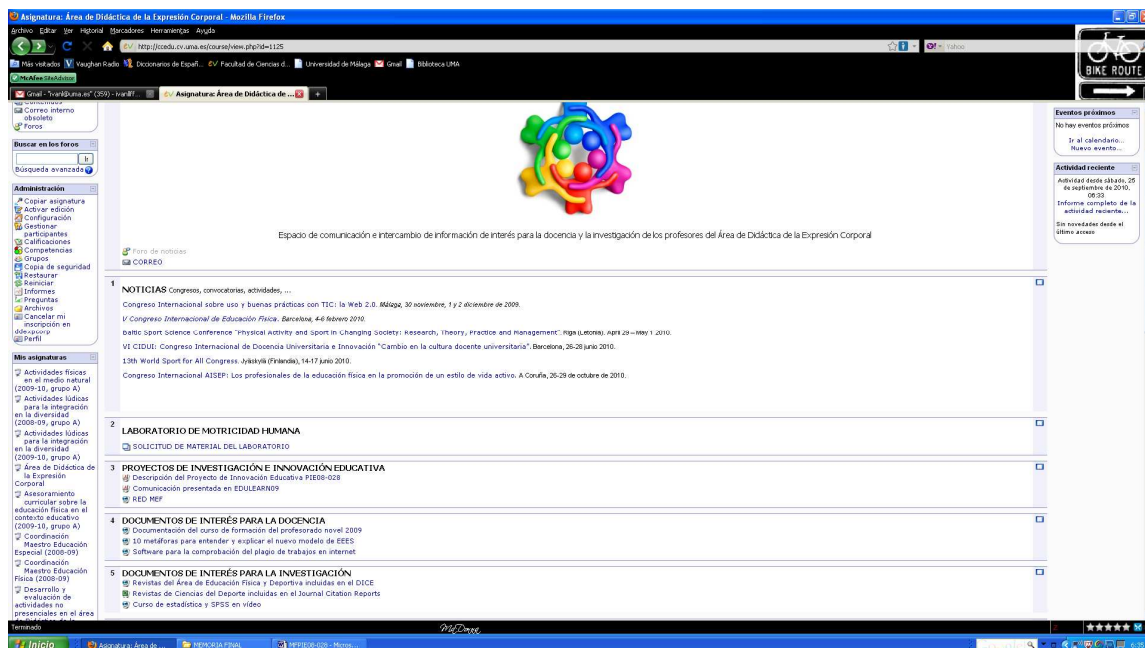 Asignatura: Área de Didáctica de la Expresión Corporal - Mozilla Firefox
Archivo Editar Ver Historial Marcadores Herramientas Ayuda
http://ccedu.cv.uma.es/course/view.php?id=1125
Yahoo
Más visitados Vaughan Radio Diccionarios de Españ... Facultad de Ciencias d... Universidad de Málaga Gmail Biblioteca UMA
McAfee SiteAdvisor
BIKE ROUTE
Asignatura: Área de Didáctica de ...
Contenidos
Correo interno obsoleto
Foros
Buscar en los foros
Ir
Búsqueda avanzada
Administración
Copiar asignatura
Activar edición
Configuración
Gestionar
participantes
Calificaciones
Competencias
Grupos
Copia de seguridad
Restaurar
Reiniciar
Informes
Preguntas
Archivos
Cancelar mi
inscripción en
ddexpcorp
Perfil
Mis asignaturas
Actividades físicas
en el medio natural
(2009-10, grupo A)
Actividades lúdicas
para la integración
en la diversidad
(2008-09, grupo A)
Actividades lúdicas
para la integración
en la diversidad
(2009-10, grupo A)
Área de Didáctica de
la Expresión
Corporal
Asesoramiento
curricular sobre la
educación física en el
contexto educativo
(2009-10, grupo A)
Coordinación
Maestro Educación
Especial (2008-09)
Coordinación
Maestro Educación
Física (2008-09)
Desarrollo y
evaluación de
actividades no
presenciales en el área
Espacio de comunicación e intercambio de información de interés para la docencia y la investigación de los profesores del Área de Didáctica de la Expresión Corporal
Foro de noticias
CORREO
1 NOTICIAS Congresos, convocatorias, actividades, ...
Congreso Internacional sobre uso y buenas prácticas con TIC: la Web 2.0. Málaga, 30 noviembre, 1 y 2 diciembre de 2009.
V Congreso Internacional de Educación Física. Barcelona, 4-6 febrero 2010.
Baltic Sport Science Conference "Physical Activity and Sport in Changing Society: Research, Theory, Practice and Management". Riga (Letonia). April 29 – May 1 2010.
VI CIDUI: Congreso Internacional de Docencia Universitaria e Innovación "Cambio en la cultura docente universitaria". Barcelona, 26-28 junio 2010.
13th World Sport for All Congress. Jyäskylä (Finlandia), 14-17 junio 2010.
Congreso Internacional AISEP: Los profesionales de la educación física en la promoción de un estilo de vida activo. A Coruña, 26-29 de octubre de 2010.
2 LABORATORIO DE MOTRICIDAD HUMANA
SOLICITUD DE MATERIAL DEL LABORATORIO
3 PROYECTOS DE INVESTIGACIÓN E INNOVACIÓN EDUCATIVA
Descripción del Proyecto de Innovación Educativa PIE08-028
Comunicación presentada en EDULEARN09
RED MEF
4 DOCUMENTOS DE INTERÉS PARA LA DOCENCIA
Documentación del curso de formación del profesorado novel 2009
10 metáforas para entender y explicar el nuevo modelo de EEES
Software para la comprobación del plagio de trabajos en internet
5 DOCUMENTOS DE INTERÉS PARA LA INVESTIGACIÓN
Revistas del Área de Educación Física y Deportiva incluidas en el DICE
Revistas de Ciencias del Deporte incluidas en el Journal Citation Reports
Curso de estadística y SPSS en vídeo
Eventos próximos
No hay eventos próximos
Ir al calendario...
Nuevo evento...
Actividad reciente
Actividad desde sábado, 25
de septiembre de 2010,
06:33
Informe completo de la
actividad reciente...
Sin novedades desde el
último acceso
Terminado
MaDonna
Inicio
Asignatura: Área de ...
MEMORIA FINAL
MFPIE08-028 - Micros...
6:35